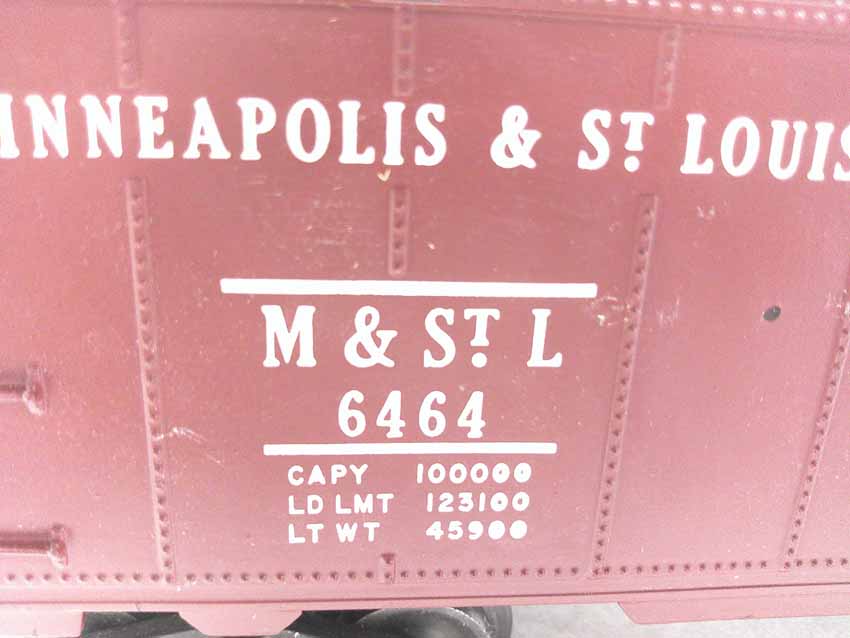 INNEAPOLIS & ST. LOUIS
M & ST. L
6464
CAPY 100000
LD LMT 123100
LT WT 45900